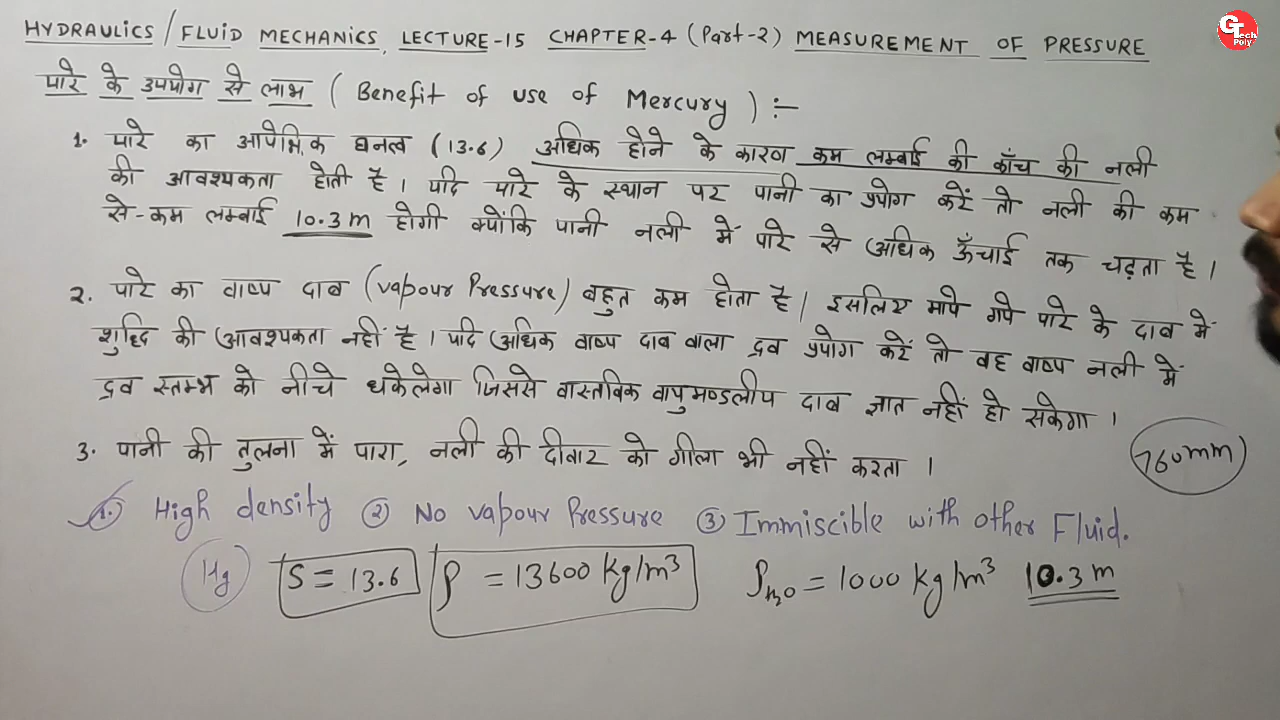 HYDRAULICS/FLUID MECHANICS, LECTURE-15 CHAPTER-4 (Part-2) MEASUREMENT OF PRESSURE
GTech Poly
पारे के उपयोग से लाभ (Benefit of use of Mercury) :-
1. पारे का आपेक्षिक घनत्व (13.6) अधिक होने के कारण कम लम्बाई की काँच की नली
की आवश्यकता होती है। यदि पारे के स्थान पर पानी का प्रयोग करें तो नली की कम
से-कम लम्बाई 10.3 m होगी क्योंकि पानी नली में पारे से अधिक ऊँचाई तक चढ़ता है।
2. पारे का वाष्प दाब (vapour Pressure) बहुत कम होता है। इसलिए मापे गये पारे के दाब में
शुद्धि की आवश्यकता नहीं है। यदि अधिक वाष्प दाब वाला द्रव प्रयोग करें तो वह वाष्प नली में
द्रव स्तम्भ को नीचे धकेलेगा जिससे वास्तविक वायुमण्डलीय दाब ज्ञात नहीं हो सकेगा।
3. पानी की तुलना में पारा, नली की दीवार को गीला भी नहीं करता।
760mm
1. High density ② No vapour Pressure ③ Immiscible with other Fluid.
Hg S = 13.6 ρ = 13600 kg/m³ ρH₂O = 1000 kg/m³ 10.3 m